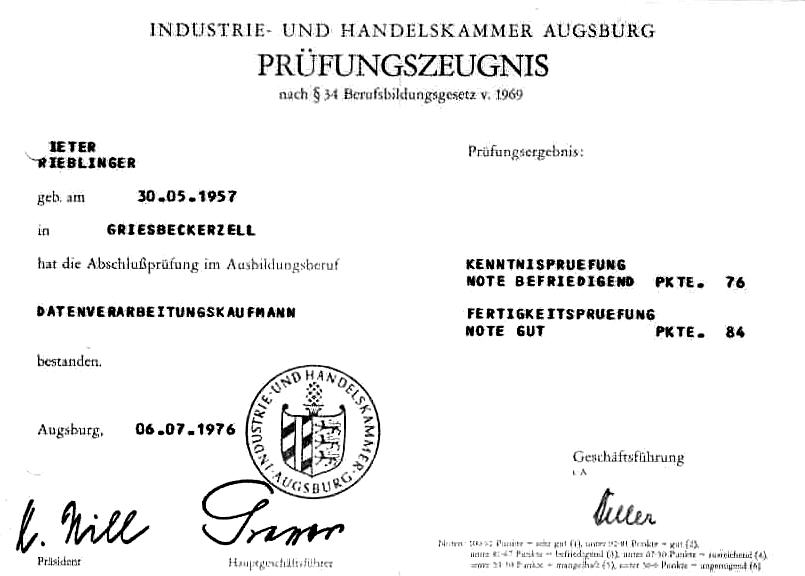 INDUSTRIE- UND HANDELSKAMMER AUGSBURG
PRÜFUNGSZEUGNIS
nach § 34 Berufsbildungsgesetz v. 1969
IETER
RIEBLINGER
Prüfungsergebnis:
geb. am 30.05.1957
in GRIESBECKERZELL
hat die Abschlußprüfung im Ausbildungsberuf
KENNTNISPRUEFUNG
NOTE BEFRIEDIGEND PKTE. 76
DATENVERARBEITUNGSKAUFMANN
FERTIGKEITSPRUEFUNG
NOTE GUT PKTE. 84
bestanden.
INDUSTRIE-UND HANDELSKAMMER
AUGSBURG
Augsburg, 06.07.1976
Geschäftsführung
i. A
Präsident
Hauptgeschäftsführer
Noten: 100-92 Punkte = sehr gut (1), unter 92-81 Punkte = gut (2),
unter 81-67 Punkte = befriedigend (3), unter 67-50 Punkte = ausreichend (4),
unter 50-30 Punkte = mangelhaft (5), unter 30-0 Punkte = ungenügend (6)